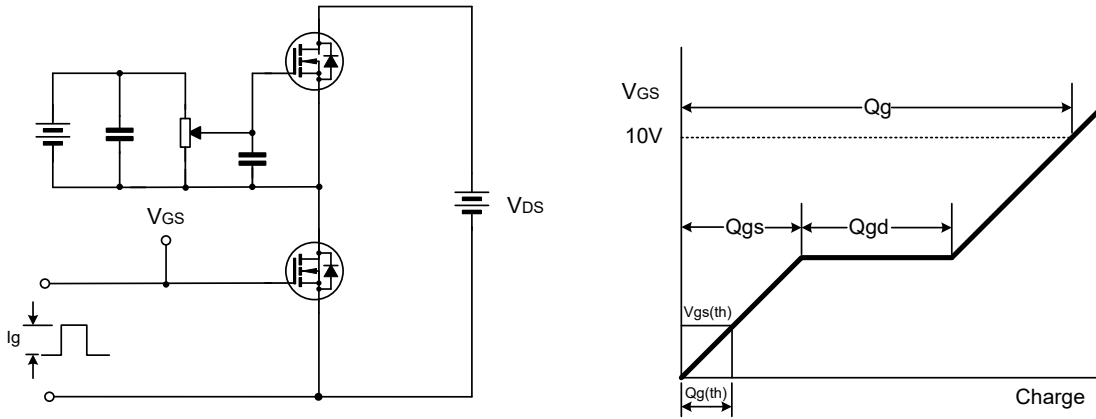 VGS
Ig
VDS
VGS
10V
Qg
Qgs
Qgd
Vgs(th)
Qg(th)
Charge